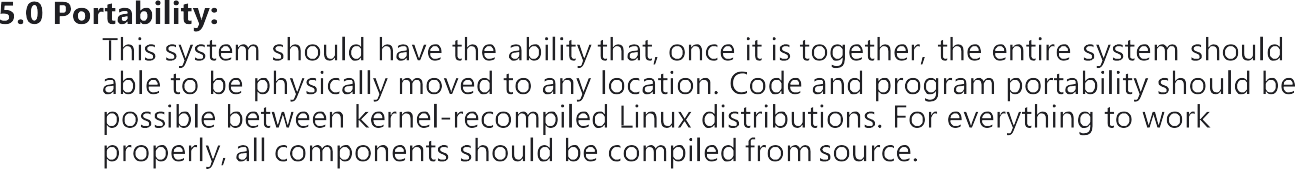 5.0 Portability:
This system should have the ability that, once it is together, the entire system should
able to be physically moved to any location. Code and program portability should be
possible between kernel-recompiled Linux distributions. For everything to work
properly, all components should be compiled from source.